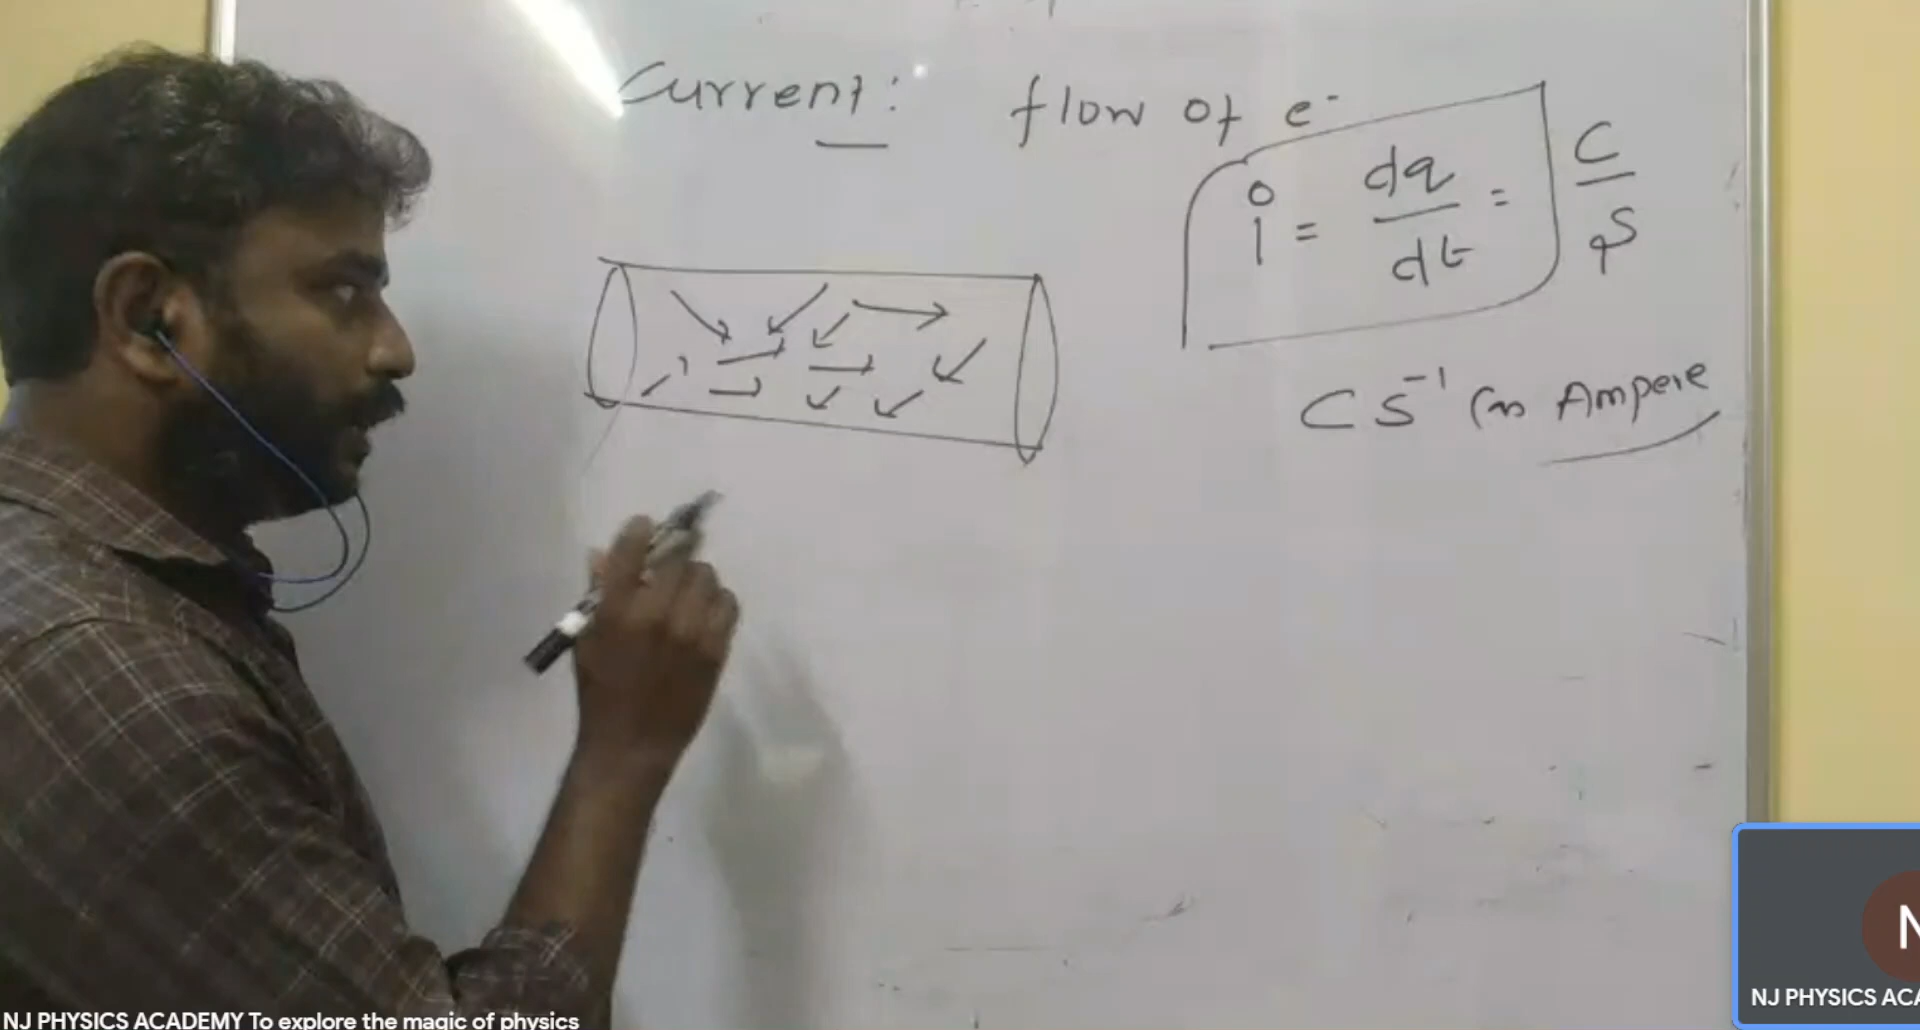 Current: flow of e-
i = dq/dt = C/S
CS-1 (or) Ampere
NJ PHYSICS ACADEMY To explore the magic of physics
N
NJ PHYSICS ACA